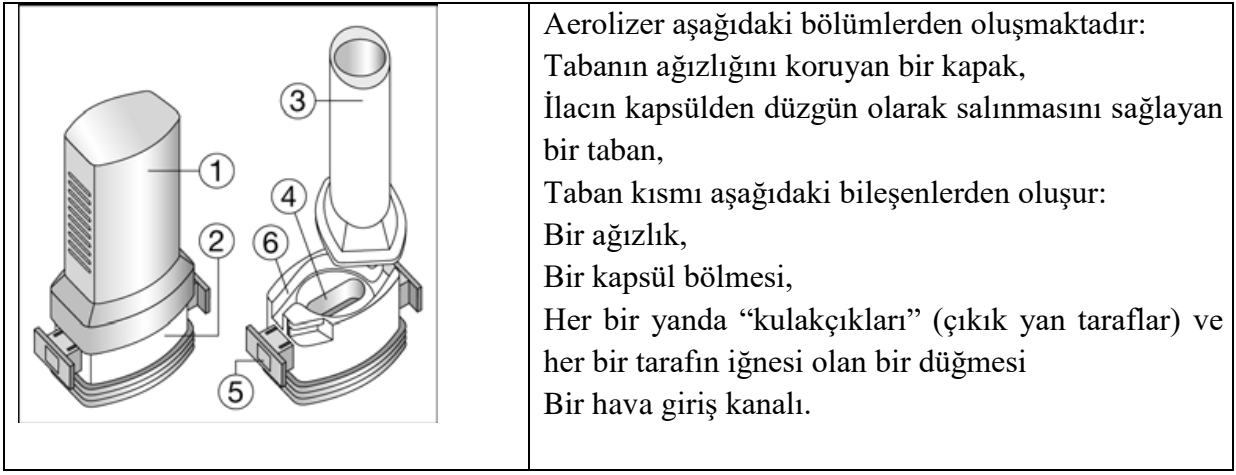 1
2
3
4
6
5
Aerolizer aşağıdaki bölümlerden oluşmaktadır:
Tabanın ağızlığını koruyan bir kapak,
İlacın kapsülden düzgün olarak salınmasını sağlayan
bir taban,
Taban kısmı aşağıdaki bileşenlerden oluşur:
Bir ağızlık,
Bir kapsül bölmesi,
Her bir yanda “kulakçıkları” (çıkık yan taraflar) ve
her bir tarafın iğnesi olan bir düğmesi
Bir hava giriş kanalı.